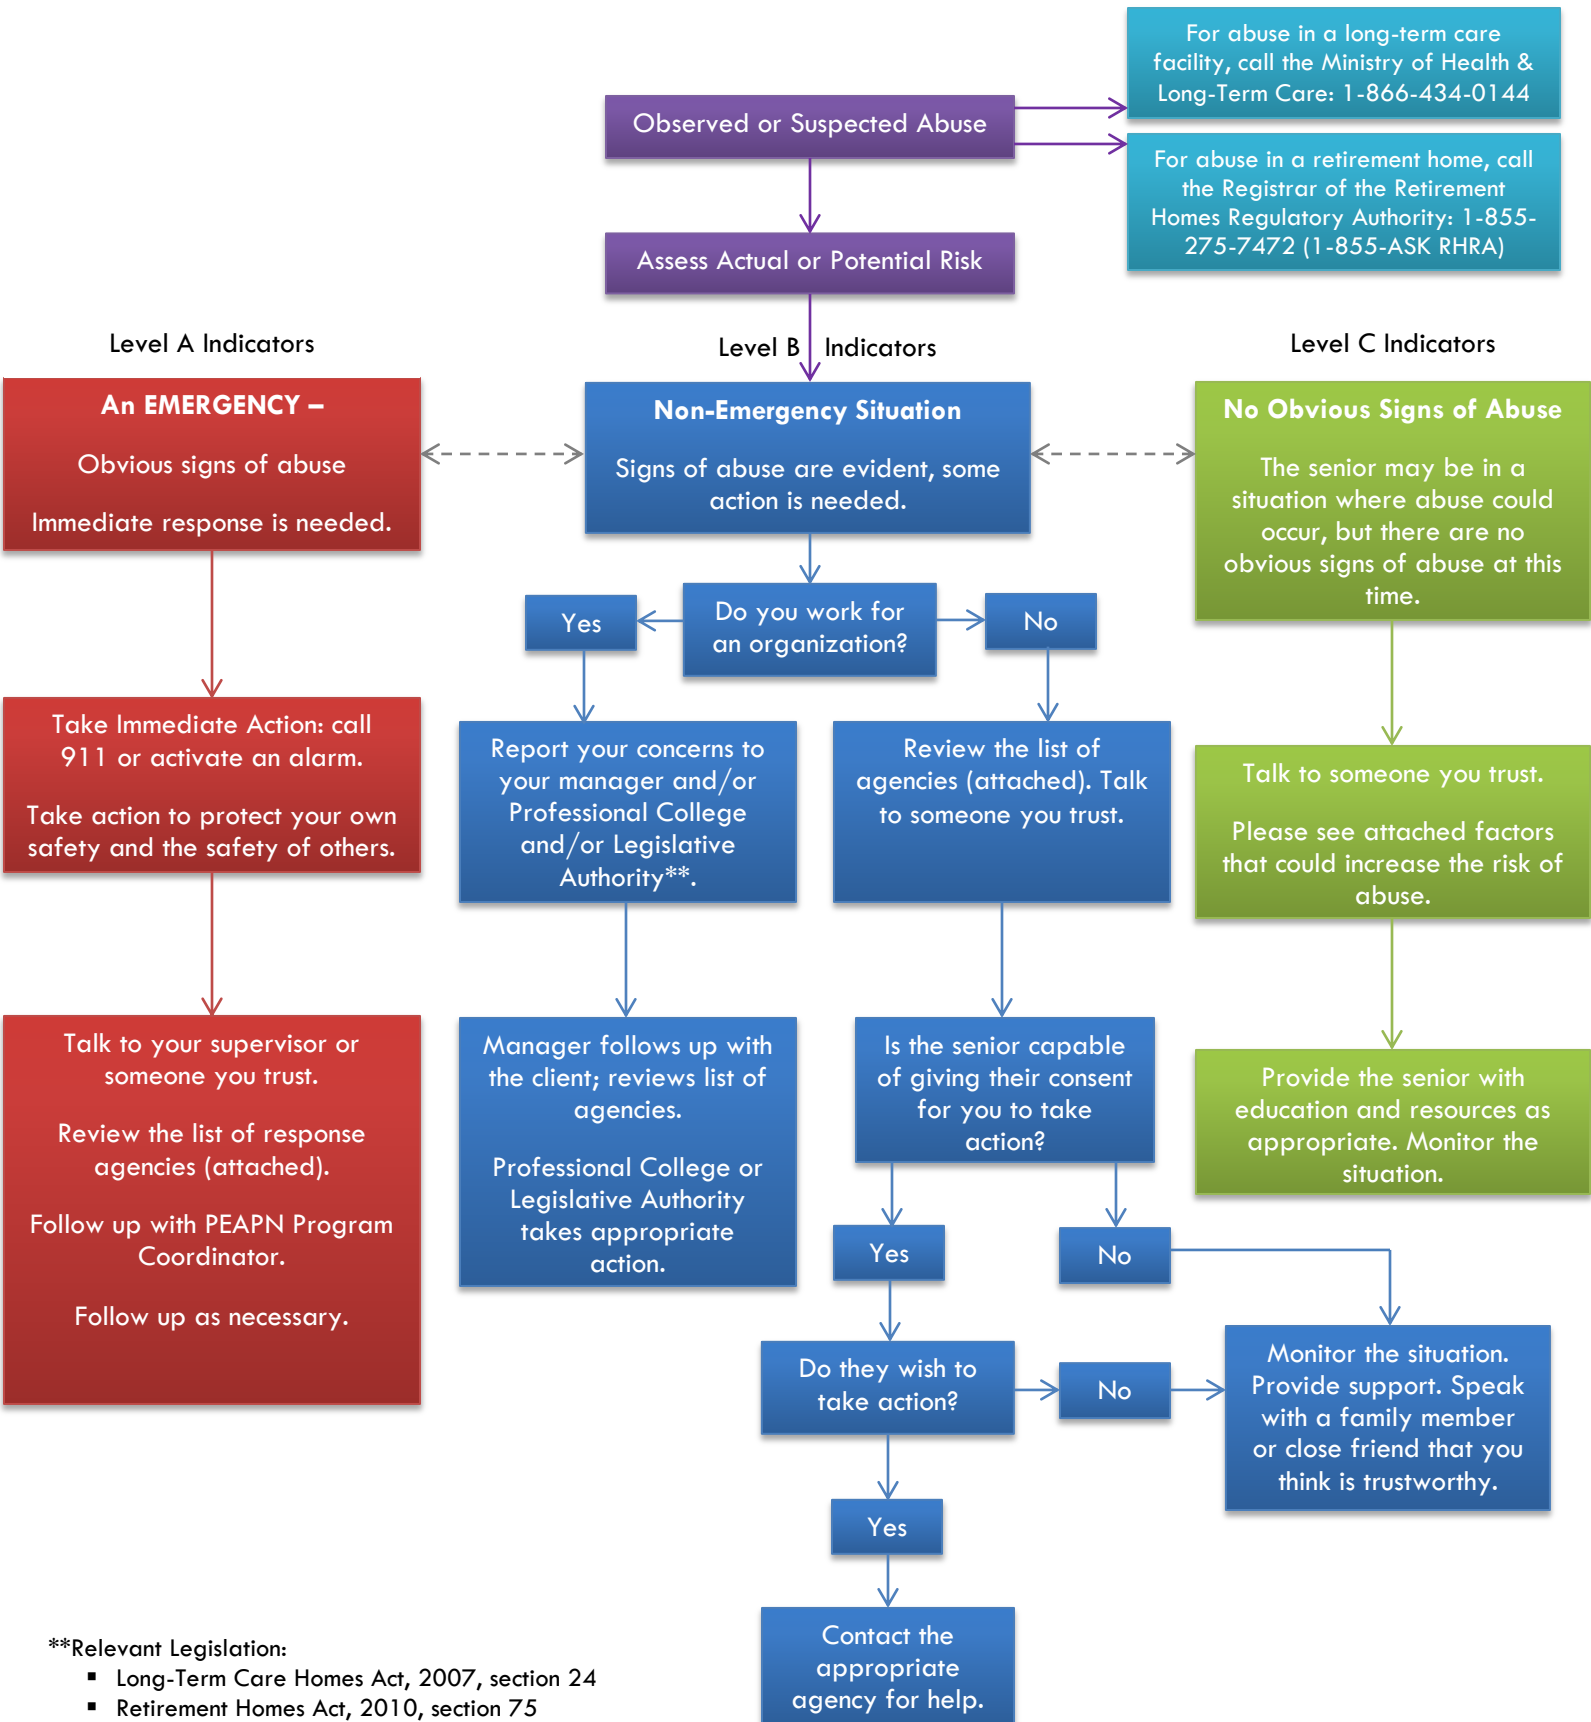 For abuse in a long-term care
facility, call the Ministry of Health &
Long-Term Care: 1-866-434-0144
Observed or Suspected Abuse
For abuse in a retirement home, call
the Registrar of the Retirement
Homes Regulatory Authority: 1-855-
275-7472 (1-855-ASK RHRA)
Assess Actual or Potential Risk
Level A Indicators
Level B Indicators
Level C Indicators
An EMERGENCY –
Obvious signs of abuse
Immediate response is needed.
Non-Emergency Situation
Signs of abuse are evident, some
action is needed.
No Obvious Signs of Abuse
The senior may be in a
situation where abuse could
occur, but there are no
obvious signs of abuse at this
time.
Do you work for
an organization?
Yes
No
Take Immediate Action: call
911 or activate an alarm.
Take action to protect your own
safety and the safety of others.
Report your concerns to
your manager and/or
Professional College
and/or Legislative
Authority**.
Review the list of
agencies (attached). Talk
to someone you trust.
Talk to someone you trust.
Please see attached factors
that could increase the risk of
abuse.
Talk to your supervisor or
someone you trust.
Review the list of response
agencies (attached).
Follow up with PEAPN Program
Coordinator.
Follow up as necessary.
Manager follows up with
the client; reviews list of
agencies.
Professional College or
Legislative Authority
takes appropriate
action.
Is the senior capable
of giving their consent
for you to take
action?
Provide the senior with
education and resources as
appropriate. Monitor the
situation.
Yes
No
Do they wish to
take action?
No
Monitor the situation.
Provide support. Speak
with a family member
or close friend that you
think is trustworthy.
Yes
Contact the
appropriate
agency for help.
**Relevant Legislation:
▪ Long-Term Care Homes Act, 2007, section 24
▪ Retirement Homes Act, 2010, section 75